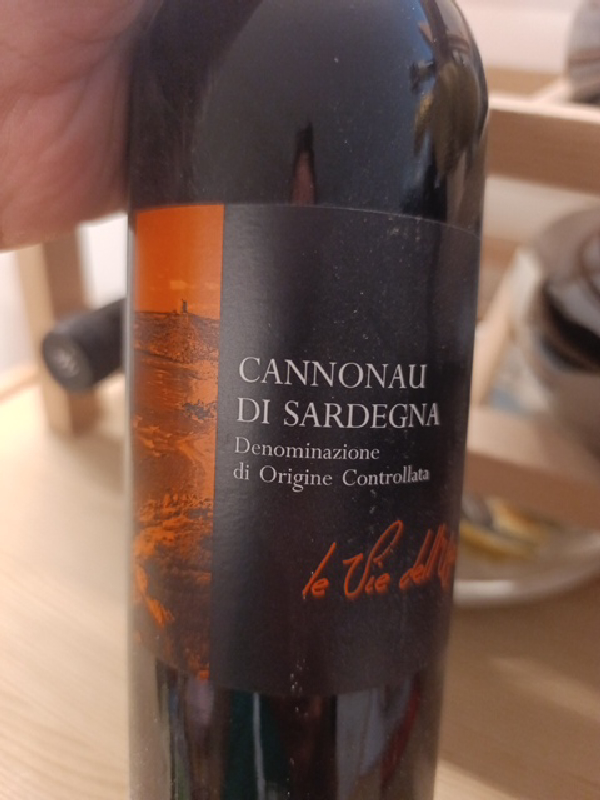 CANNONAU
DI SARDEGNA
Denominazione
di Origine Controllata
le Vie